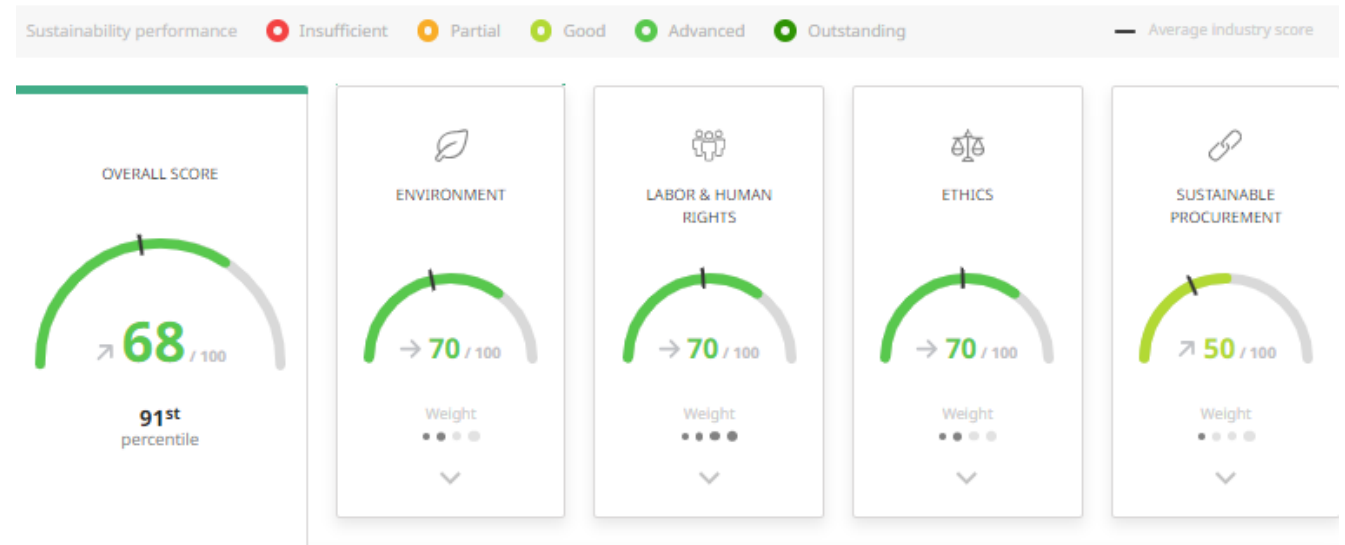 Sustainability performance Insufficient Partial Good Advanced Outstanding Average industry score
OVERALL SCORE
68 / 100
91st
percentile
ENVIRONMENT
70 / 100
Weight
LABOR & HUMAN
RIGHTS
70 / 100
Weight
ETHICS
70 / 100
Weight
SUSTAINABLE
PROCUREMENT
50 / 100
Weight